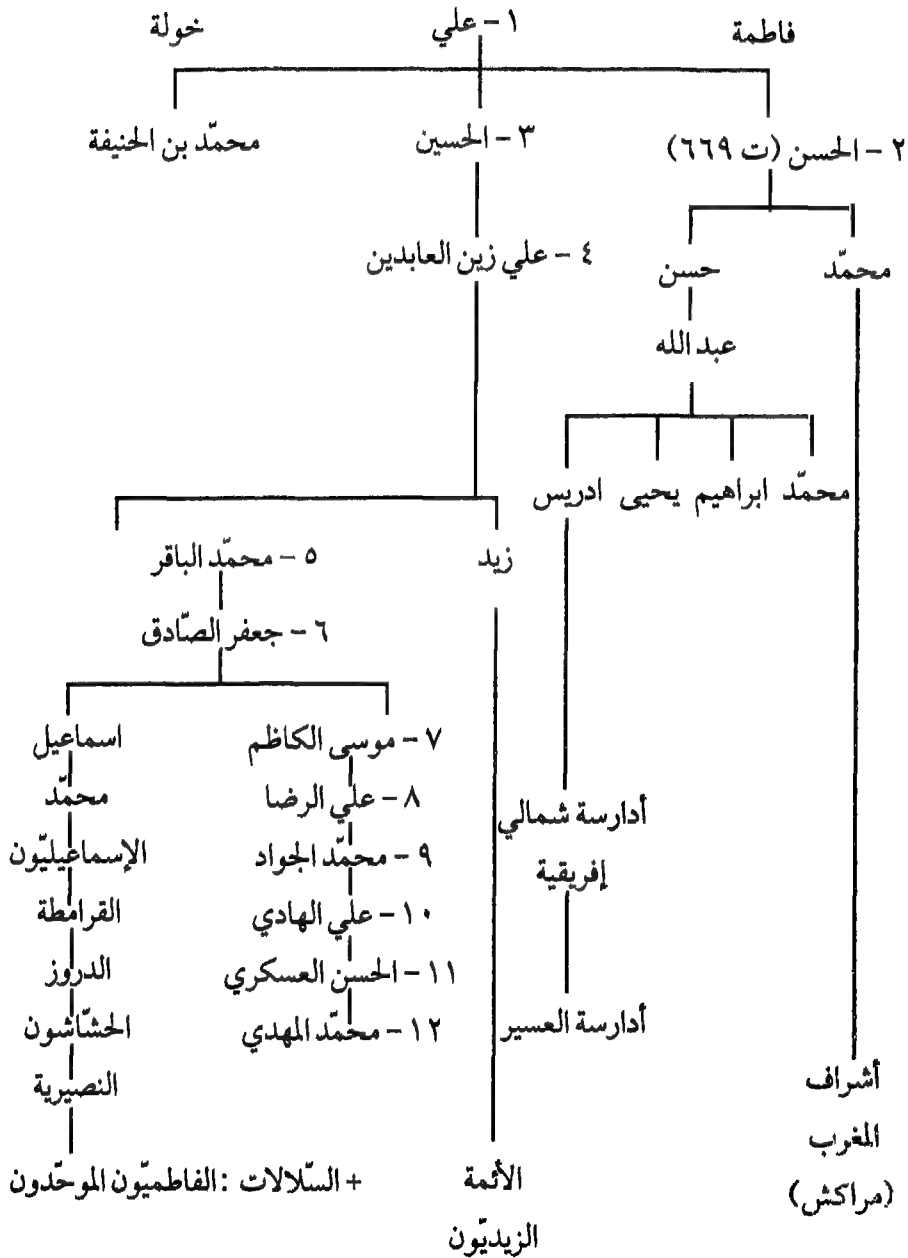 فاطمة ١ - علي خولة
٢ - الحسن (ت ٦٦٩) ٣ - الحسين محمّد بن الحنيفة
محمّد حسن ٤ - علي زين العابدين
عبد الله
محمّد ابراهيم يحيى ادريس
زيد ٥ - محمّد الباقر
٦ - جعفر الصّادق
٧ - موسى الكاظم اسماعيل
أدارسة شمالي ٨ - علي الرضا محمّد
إفريقية ٩ - محمّد الجواد الإسماعيليّون
١٠ - علي الهادي القرامطة
١١ - الحسن العسكري الدروز
أدارسة العسير ١٢ - محمّد المهدي الحشّاشون
أشراف النصيرية
المغرب
(مراكش) الأئمة + السّلالات : الفاطميّون الموحّدون
الزيديّون